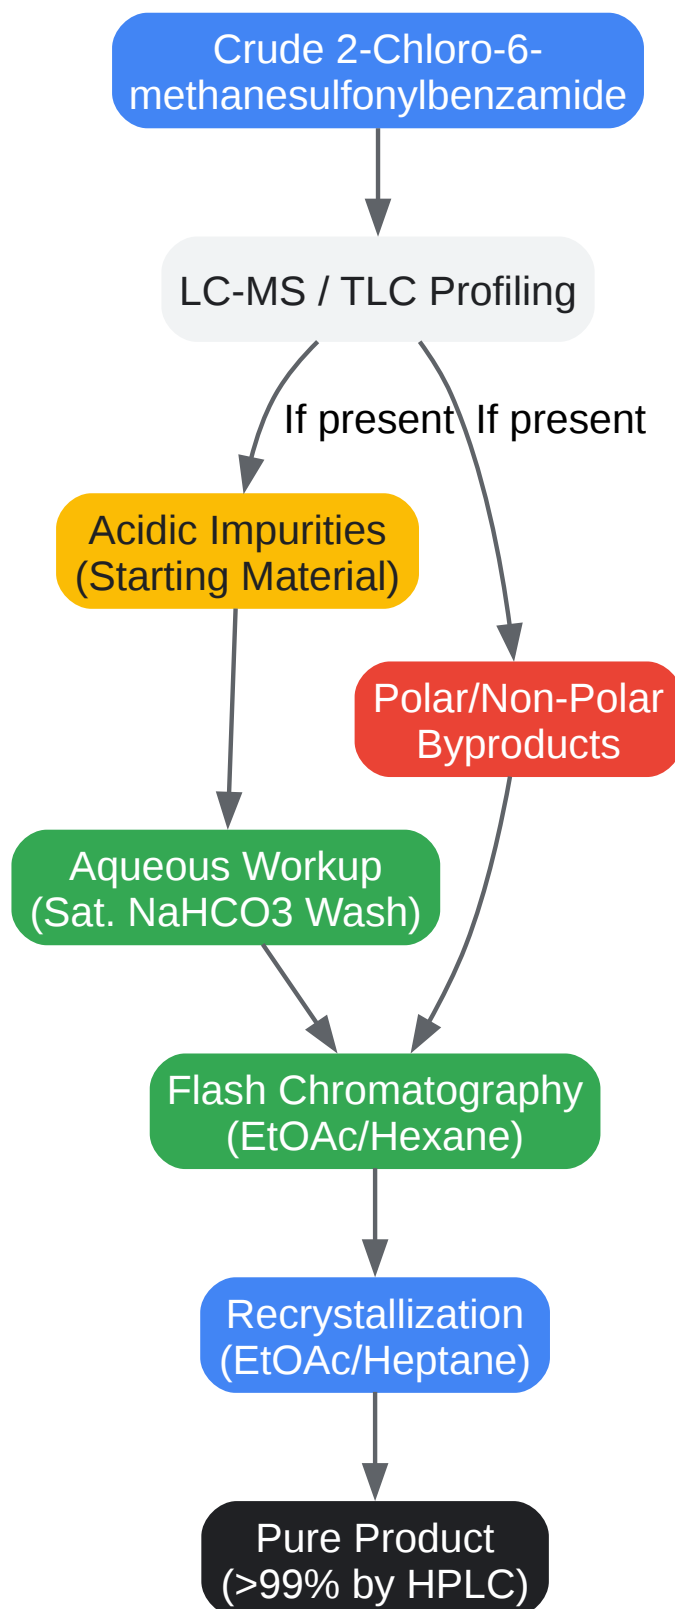 Crude 2-Chloro-6-
methanesulfonylbenzamide
LC-MS / TLC Profiling
If present
If present
Acidic Impurities
(Starting Material)
Polar/Non-Polar
Byproducts
Aqueous Workup
(Sat. NaHCO3 Wash)
Flash Chromatography
(EtOAc/Hexane)
Recrystallization
(EtOAc/Heptane)
Pure Product
(>99% by HPLC)